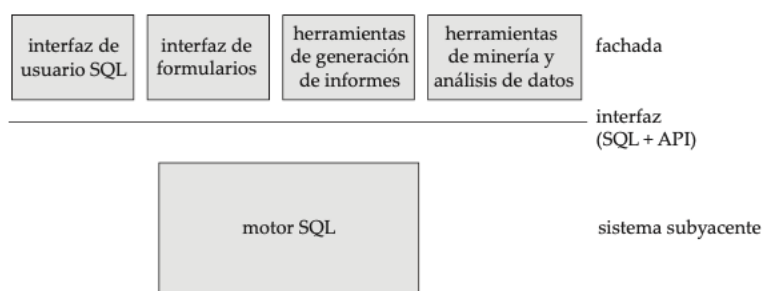 interfaz de
usuario SQL
interfaz de
formularios
herramientas
de generación
de informes
herramientas
de minería y
análisis de datos
fachada
interfaz
(SQL + API)
motor SQL
sistema subyacente